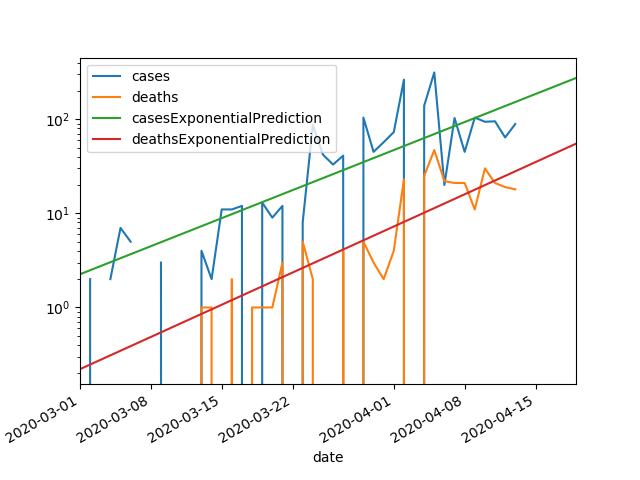 cases
deaths
casesExponentialPrediction
deathsExponentialPrediction
10²
10¹
10⁰
2020-03-01
2020-03-08
2020-03-15
2020-03-22
2020-04-01
2020-04-08
2020-04-15
date